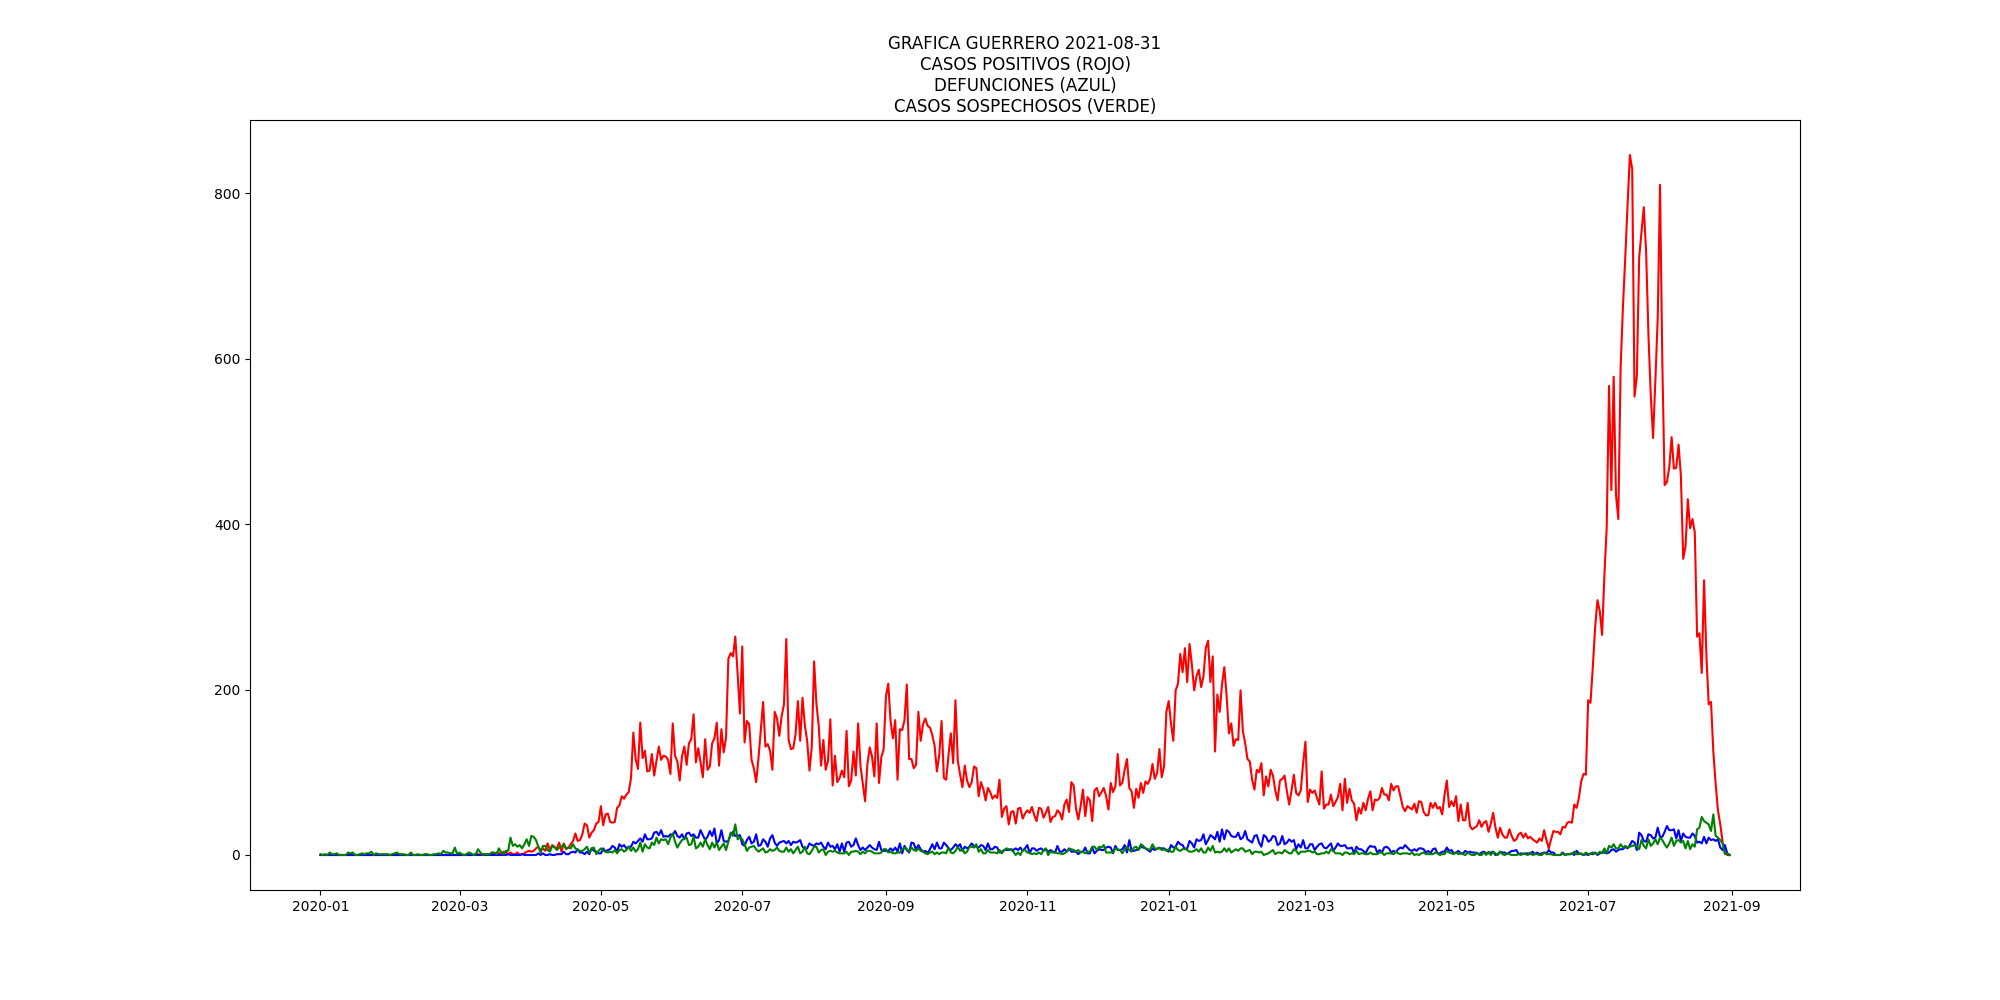 GRAFICA GUERRERO 2021-08-31
CASOS POSITIVOS (ROJO)
DEFUNCIONES (AZUL)
CASOS SOSPECHOSOS (VERDE)
800
600
400
200
0
2020-01 2020-03 2020-05 2020-07 2020-09 2020-11 2021-01 2021-03 2021-05 2021-07 2021-09